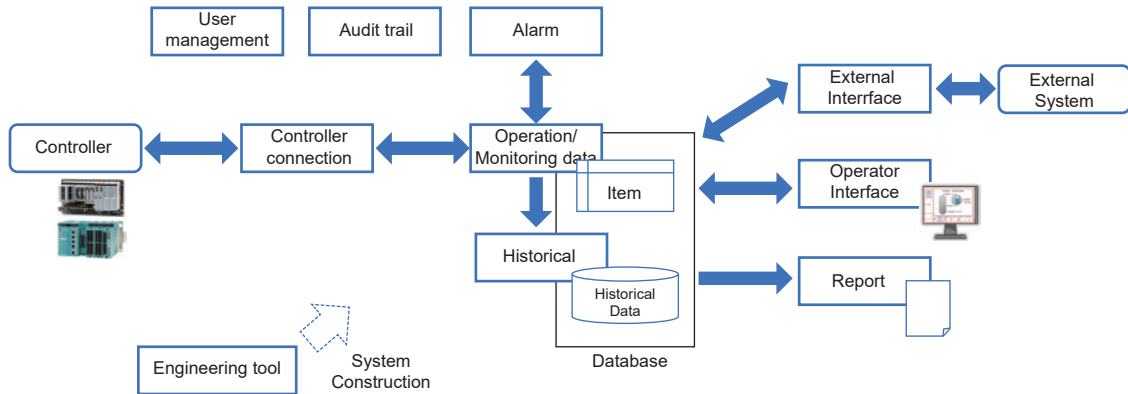 User
management
Audit trail
Alarm
External
Interrface
External
System
Controller
Controller
connection
Operation/
Monitoring data
Item
Operator
Interface
Historical
Historical
Data
Report
Database
Engineering tool
System
Construction